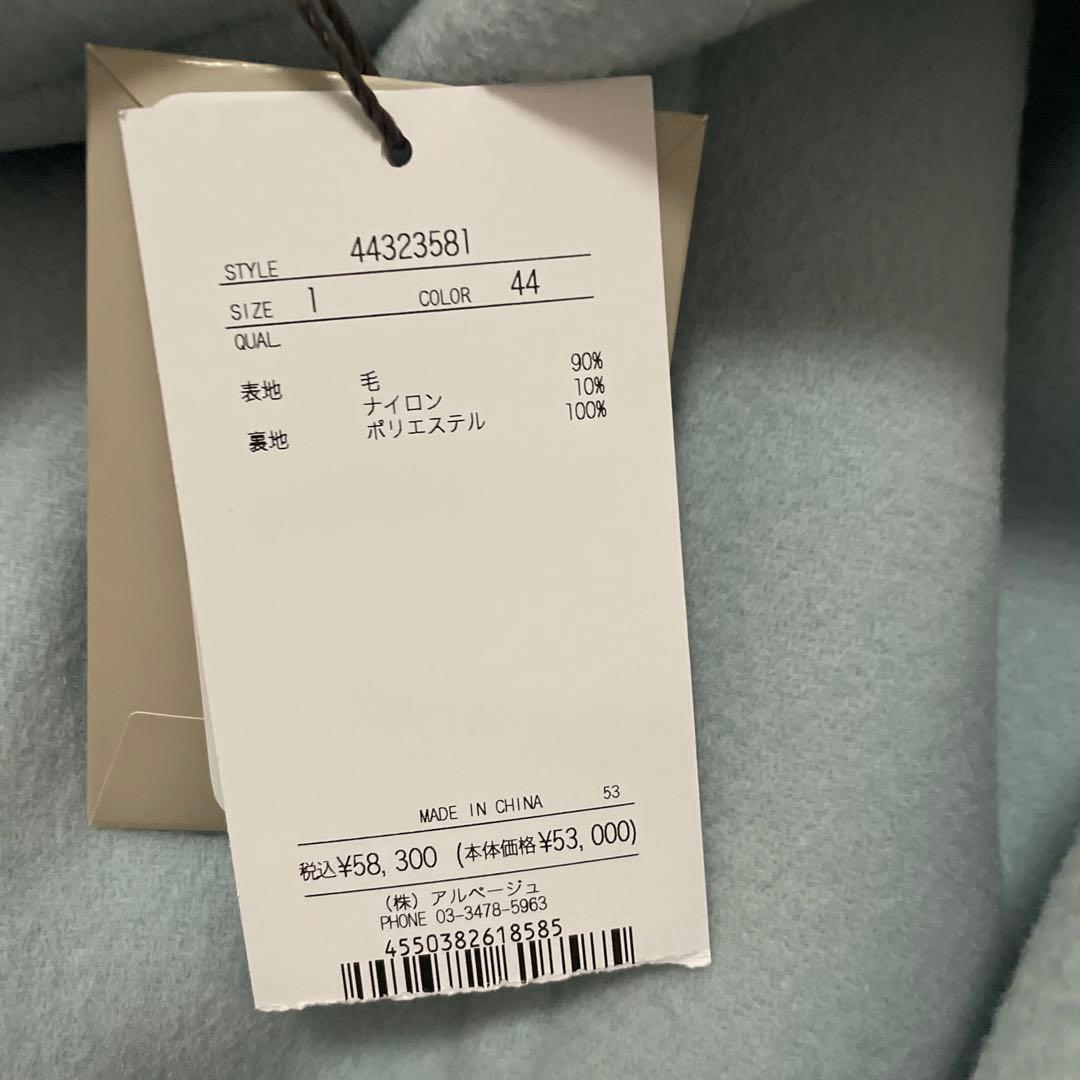 STYLE 44323581
SIZE 1 COLOR 44
QUAL
表地 毛 90%
ナイロン 10%
裏地 ポリエステル 100%
MADE IN CHINA 53
税込¥58,300 (本体価格¥53,000)
(株) アルページュ
PHONE 03-3478-5963
4550382618585